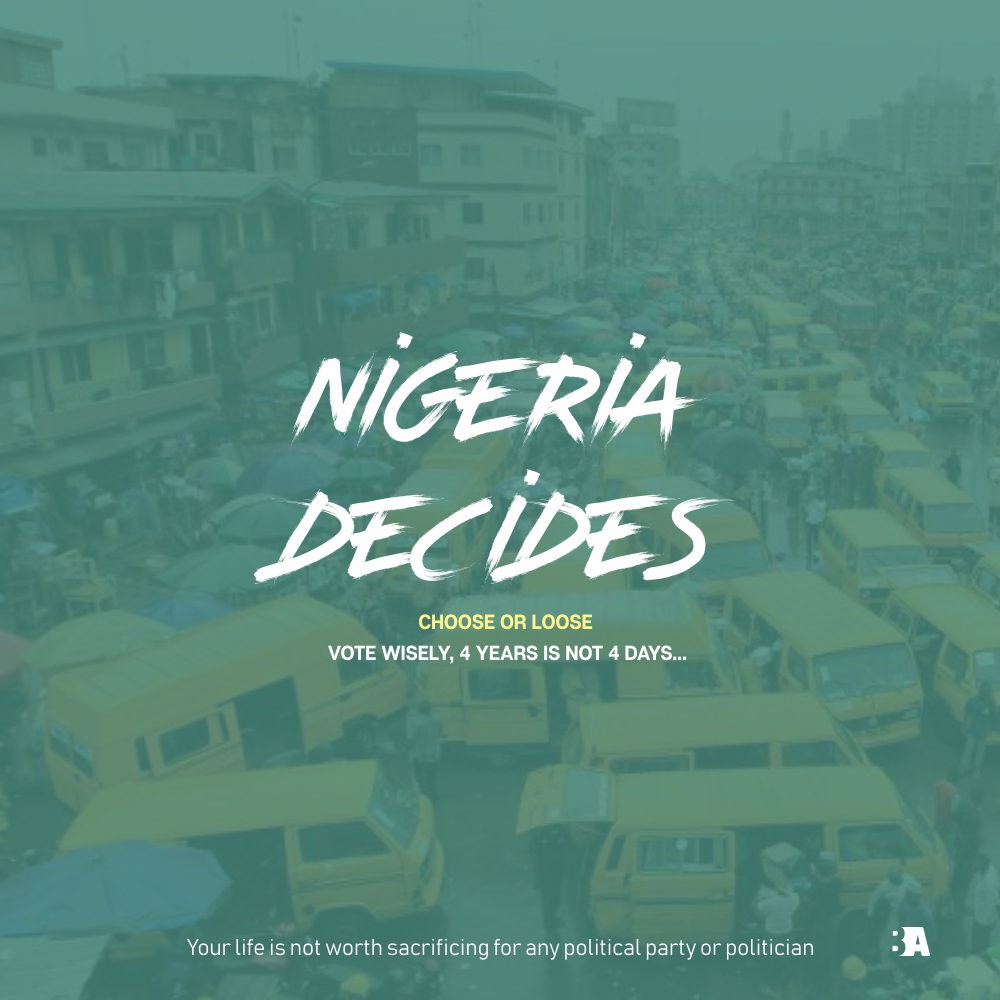 NIGERIA
DECIDES
CHOOSE OR LOOSE
VOTE WISELY, 4 YEARS IS NOT 4 DAYS...
Your life is not worth sacrificing for any political party or politician
BA